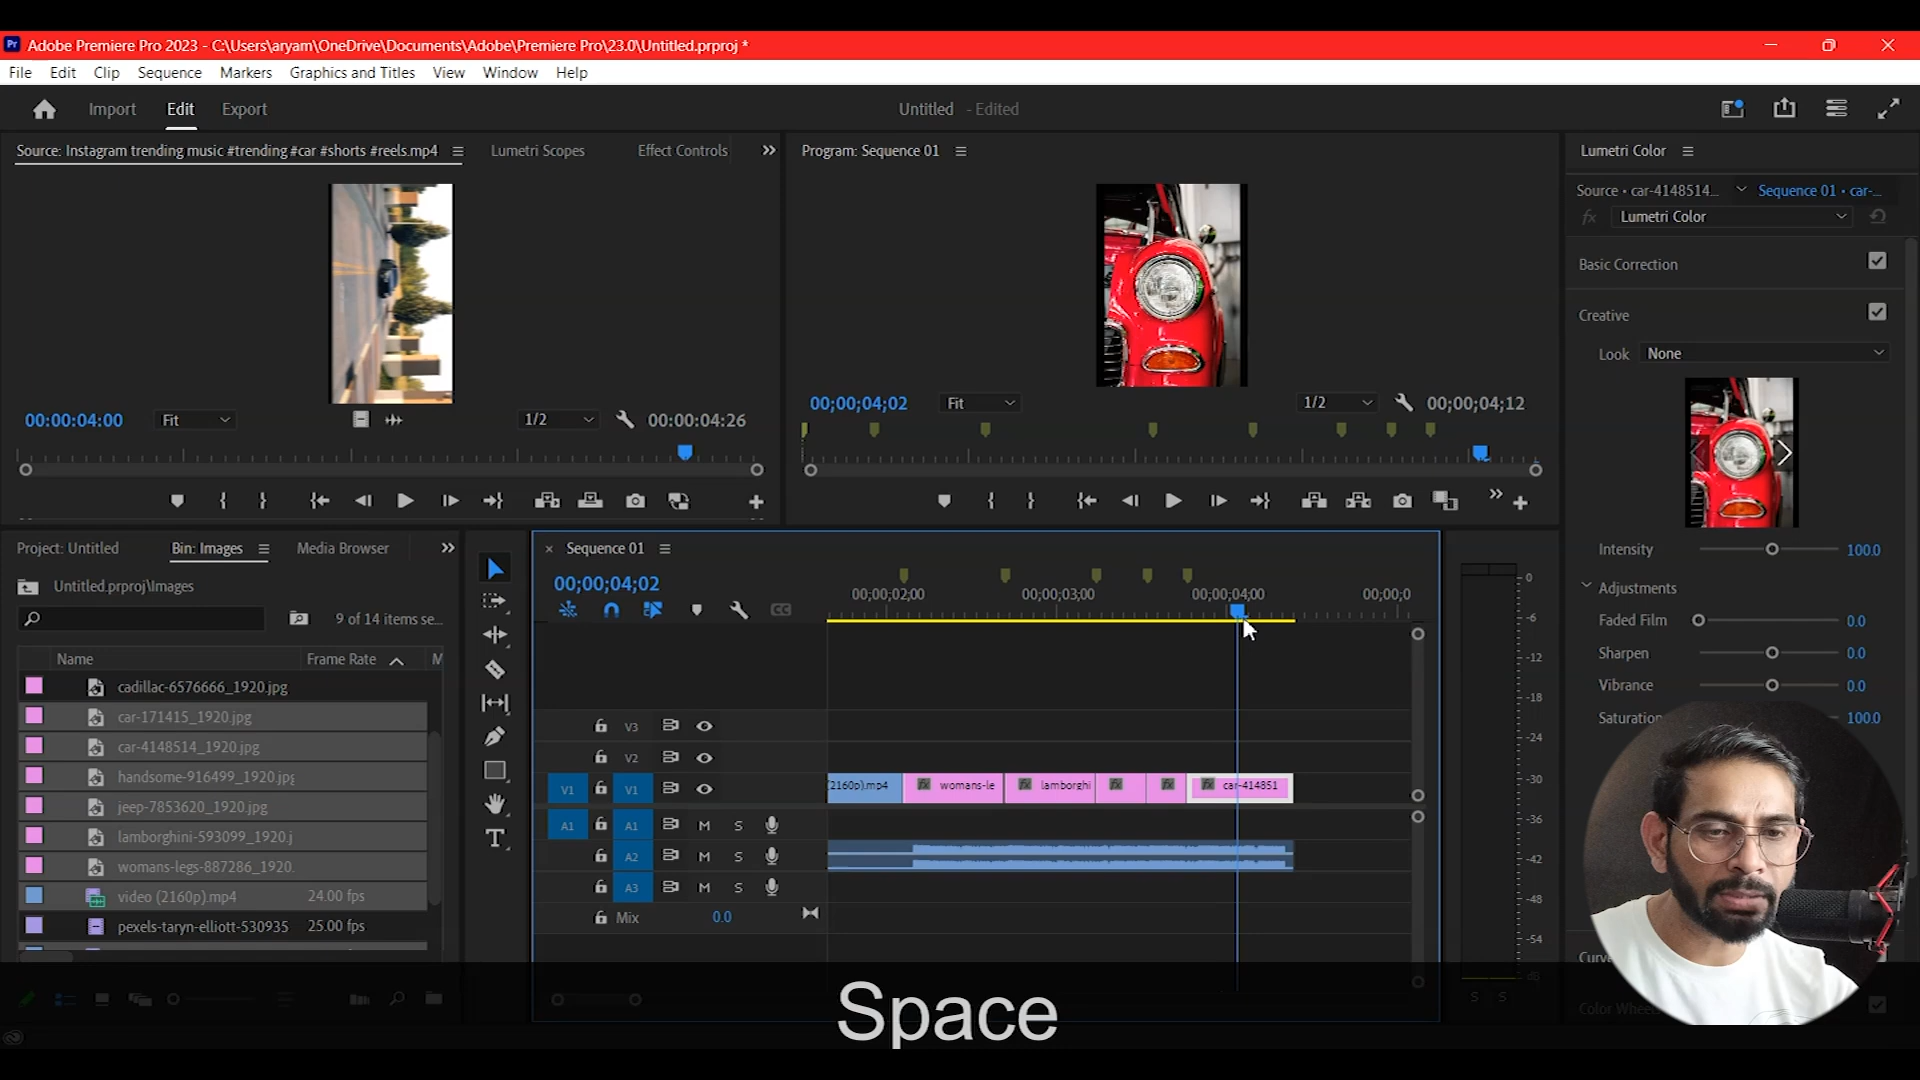 Pr Adobe Premiere Pro 2023 - C:\Users\aryam\OneDrive\Documents\Adobe\Premiere Pro\23.0\Untitled.prproj *
File Edit Clip Sequence Markers Graphics and Titles View Window Help
Import Edit Export
Untitled - Edited
Source: Instagram trending music #trending #car #shorts #reels.mp4
Lumetri Scopes
Effect Controls
Program: Sequence 01
Lumetri Color
Source • car-4148514...
Sequence 01 • car-...
fx Lumetri Color
Basic Correction
Creative
Look None
00:00:04:00 Fit 1/2 00:00:04:26
00;00;04;02 Fit 1/2 00;00;04;12
Intensity 100.0
Adjustments
Faded Film 0.0
Sharpen 0.0
Vibrance 0.0
Saturation 100.0
Project: Untitled
Bin: Images
Media Browser
Untitled.prproj\Images
9 of 14 items se...
Name Frame Rate M
cadillac-6576666_1920.jpg
car-171415_1920.jpg
car-4148514_1920.jpg
handsome-916499_1920.jpg
jeep-7853620_1920.jpg
lamborghini-593099_1920.j
womans-legs-887286_1920.
video (2160p).mp4 24.00 fps
pexels-taryn-elliott-530935 25.00 fps
Sequence 01
00;00;04;02
00;00;02;00 00;00;03;00 00;00;04;00 00;00;0
CC
V3
V2
V1 V1
(2160p).mp4 fx womans-le fx lamborghi fx fx fx car-414851
A1 A1 M S
A2 M S
A3 M S
Mix 0.0
0
-6
-12
-18
-24
-30
-36
-42
-48
-54
S S
Curv
Color Whee
Space